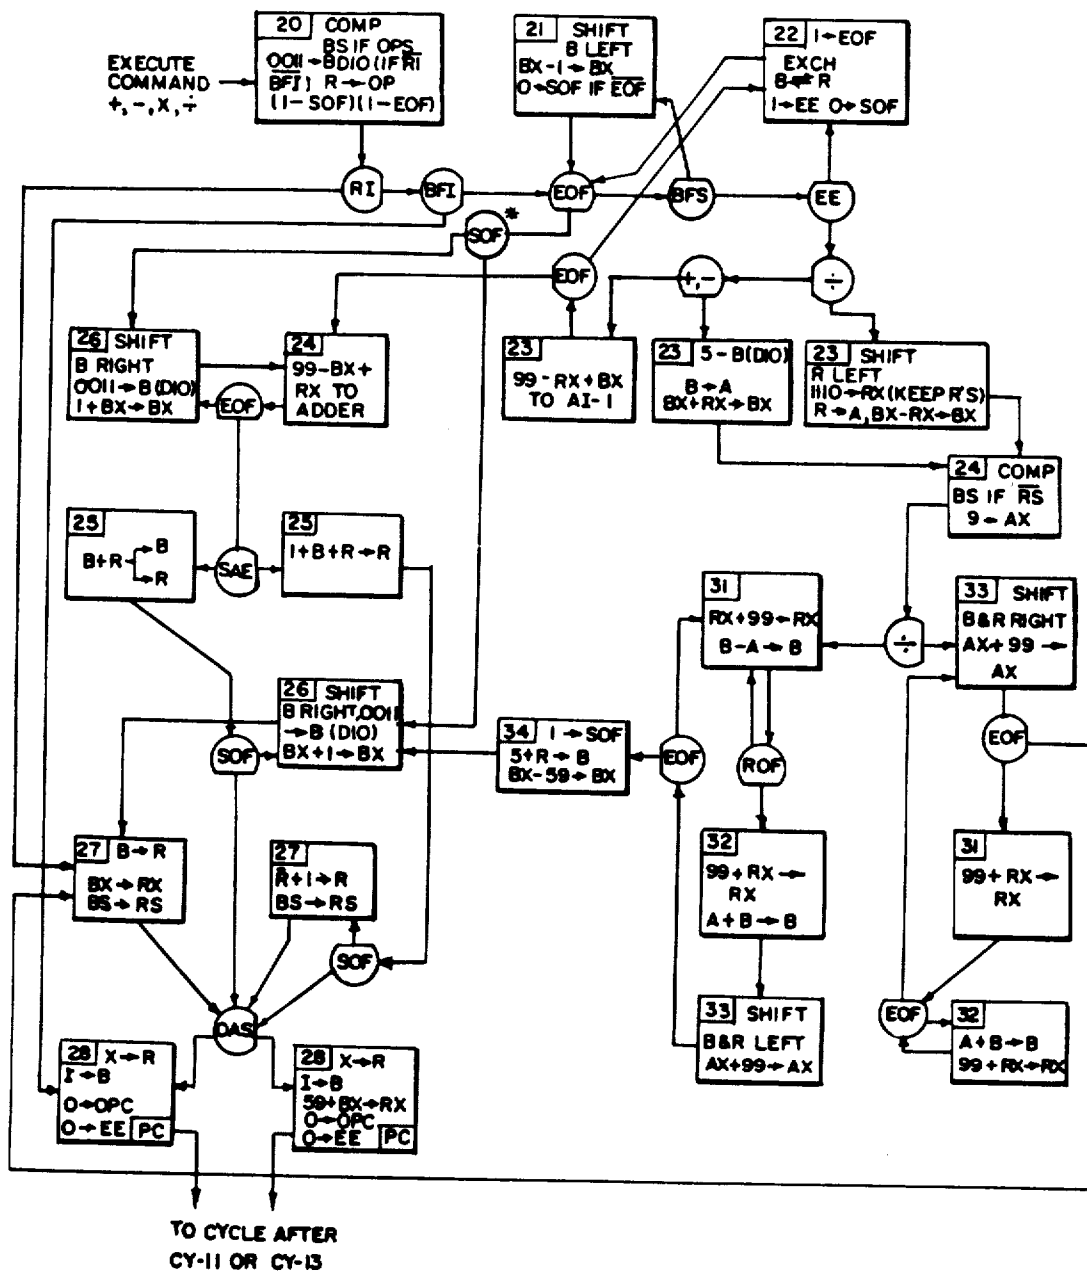 EXECUTE
COMMAND
+,-,X,÷
20 COMP
BS IF OPS
0011→BDIO (IF R̅I̅
B̅F̅I̅) R→OP
(1-SOF)(1-EOF)
21 SHIFT
B LEFT
BX-1→BX
0→SOF IF E̅O̅F̅
22 1→EOF
EXCH
B⇌R
1→EE 0→SOF
RI
BFI
EOF
BFS
EE
SOF*
EOF
+,-
÷
26 SHIFT
B RIGHT
0011→B(DIO)
1+BX→BX
24
99-BX+
RX TO
ADDER
EOF
23
99-RX+BX
TO AI-1
23 5-B(DIO)
B→A
BX+RX→BX
23 SHIFT
R LEFT
1110→RX(KEEP R'S)
R→A, BX-RX→BX
24 COMP
BS IF R̅S̅
9→AX
25
B+R→B
→R
SAE
25
1+B+R→R
31
RX+99→RX
B-A→B
÷
33 SHIFT
B&R RIGHT
AX+99→
AX
26 SHIFT
B RIGHT,0011
→B(DIO)
BX+1→BX
SOF
34 1→SOF
5+R→B
BX-59→BX
EOF
ROF
EOF
27 B→R
BX→RX
BS→RS
27
R̅+1→R
BS→RS
SOF
32
99+RX→
RX
A+B→B
31
99+RX→
RX
OAS
33 SHIFT
B&R LEFT
AX+99→AX
EOF
32
A+B→B
99+RX→RX
28 X→R
I→B
0→OPC
0→EE PC
28 X→R
I→B
59+BX→RX
0→OPC
0→EE PC
TO CYCLE AFTER
CY-11 OR CY-13